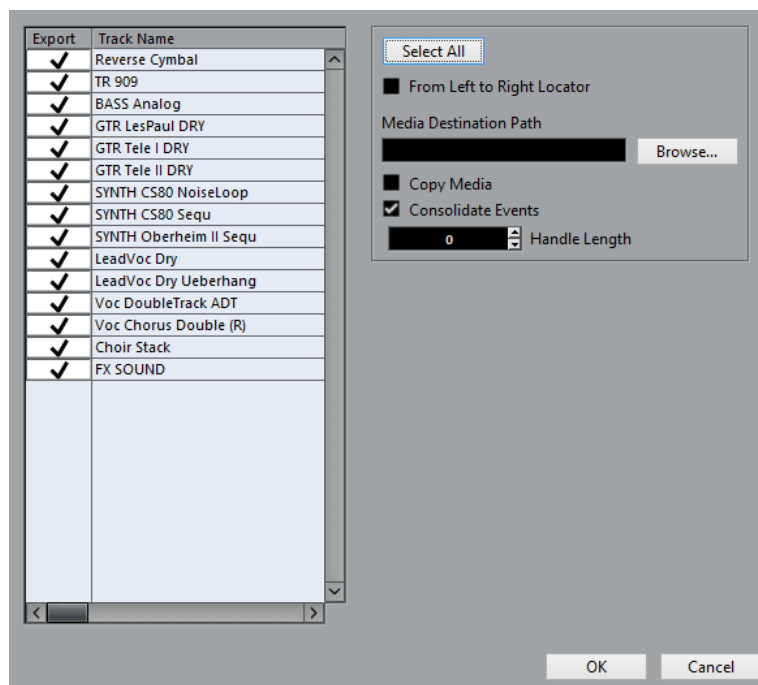 Export Track Name
Reverse Cymbal
TR 909
BASS Analog
GTR LesPaul DRY
GTR Tele I DRY
GTR Tele II DRY
SYNTH CS80 NoiseLoop
SYNTH CS80 Sequ
SYNTH Oberheim II Sequ
LeadVoc Dry
LeadVoc Dry Ueberhang
Voc DoubleTrack ADT
Voc Chorus Double (R)
Choir Stack
FX SOUND
Select All
From Left to Right Locator
Media Destination Path
Browse...
Copy Media
Consolidate Events
0 Handle Length
OK Cancel